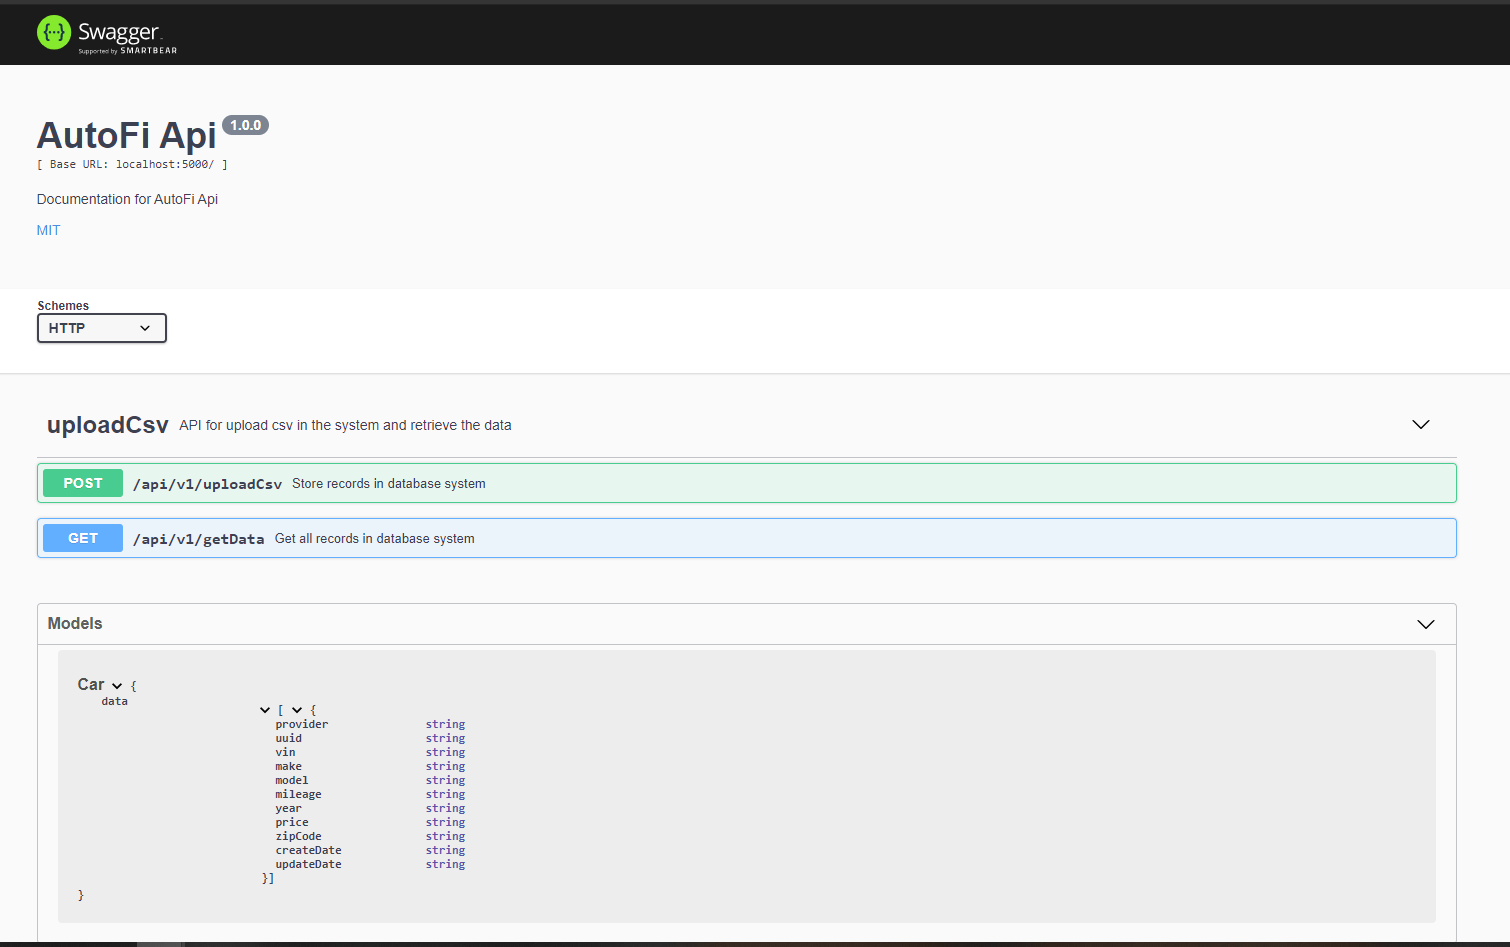 Swagger
Supported by SMARTBEAR
AutoFi Api 1.0.0
[ Base URL: localhost:5000/ ]
Documentation for AutoFi Api
MIT
Schemes
HTTP
uploadCsv API for upload csv in the system and retrieve the data
POST /api/v1/uploadCsv Store records in database system
GET /api/v1/getData Get all records in database system
Models
Car {
data
[ {
provider string
uuid string
vin string
make string
model string
mileage string
year string
price string
zipCode string
createDate string
updateDate string
}]
}